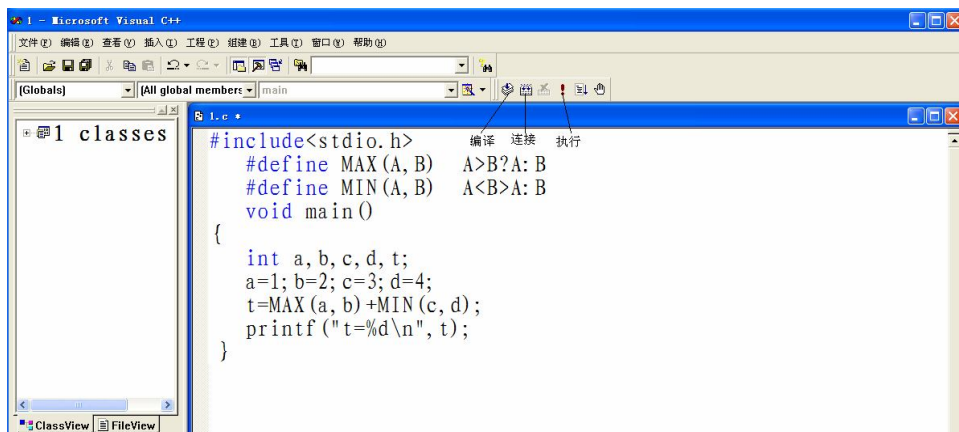 1 - Microsoft Visual C++
文件(F) 编辑(E) 查看(V) 插入(I) 工程(P) 组建(B) 工具(T) 窗口(W) 帮助(H)
(Globals) (All global members main
1 classes
1.c *
编译 连接 执行
#include<stdio.h>
#define MAX(A,B) A>B?A:B
#define MIN(A,B) A<B>A:B
void main()
{
int a,b,c,d,t;
a=1;b=2;c=3;d=4;
t=MAX(a,b)+MIN(c,d);
printf("t=%d\n",t);
}
ClassView FileView